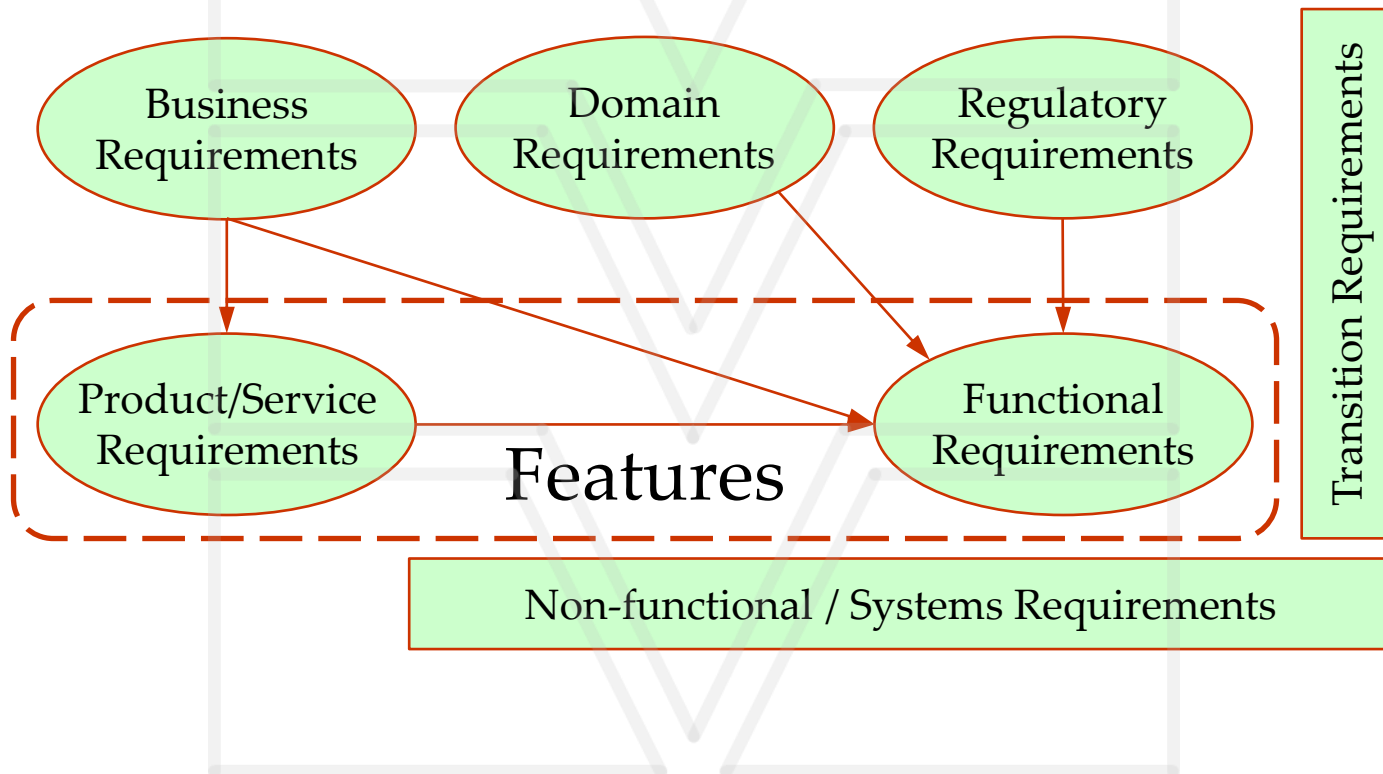 Business
Requirements
Domain
Requirements
Regulatory
Requirements
Transition Requirements
Product/Service
Requirements
Features
Functional
Requirements
Non-functional / Systems Requirements